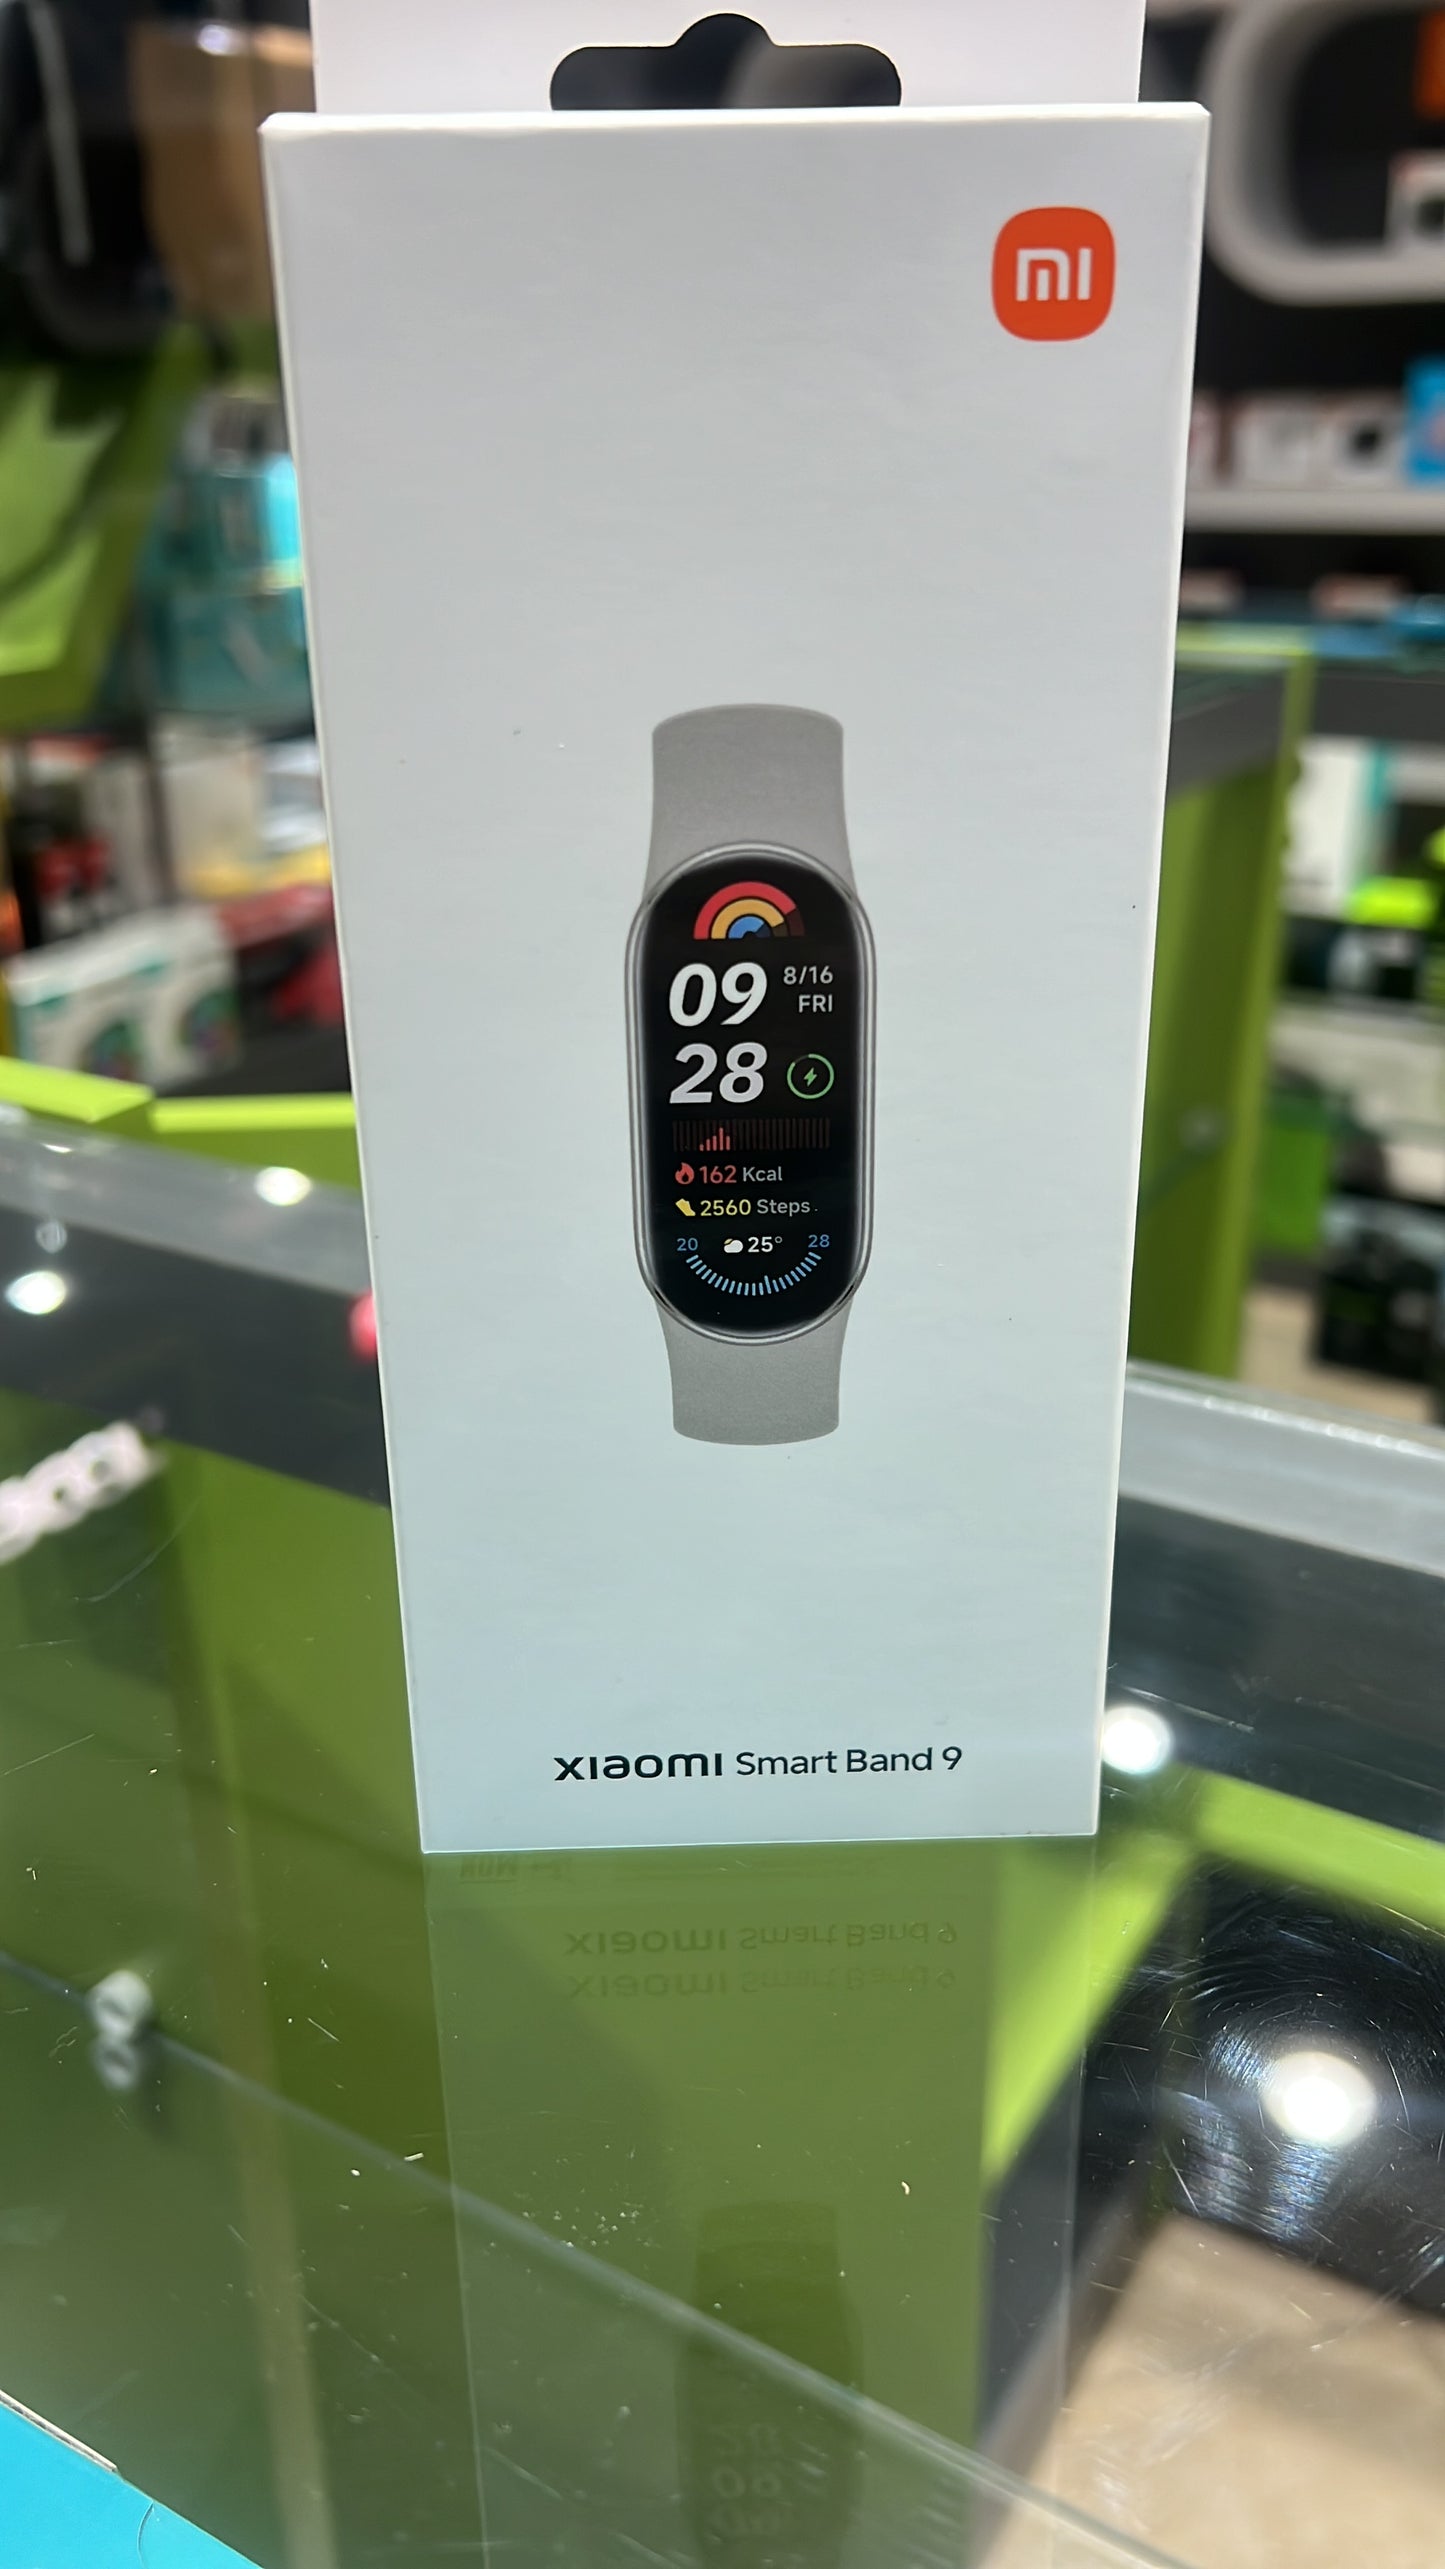 mi
09 8/16
FRI
28
162 Kcal
2560 Steps
20 25° 28
xiaomi Smart Band 9